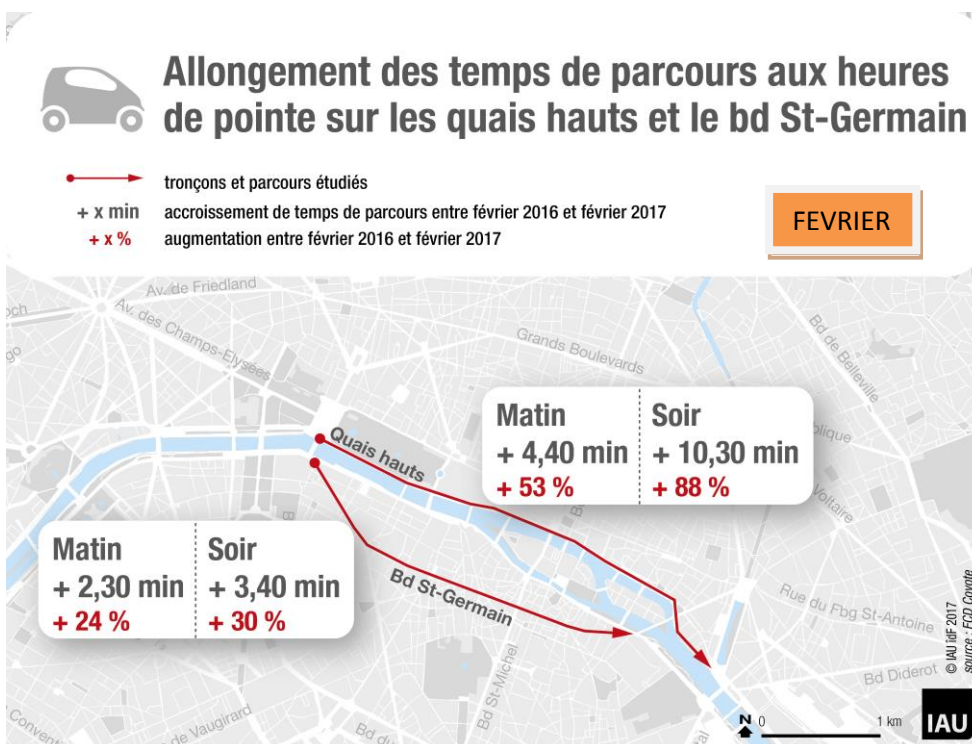 Allongement des temps de parcours aux heures
de pointe sur les quais hauts et le bd St-Germain
tronçons et parcours étudiés
+ x min accroissement de temps de parcours entre février 2016 et février 2017
+ x % augmentation entre février 2016 et février 2017
FEVRIER
Av. de Friedland
Av. des Champs-Elysées
Grands Boulevards
Bd de Belleville
Quais hauts
Matin
+ 4,40 min
+ 53 %
Soir
+ 10,30 min
+ 88 %
Voltaire
Matin
+ 2,30 min
+ 24 %
Soir
+ 3,40 min
+ 30 %
Bd St-Germain
Rue du Fbg St-Antoine
Bd St-Michel
Bd Diderot
de Vaugirard
Convent
Bd du
N 0 1 km
© IAU îdF 2017
source : FCD Coyote
IAU